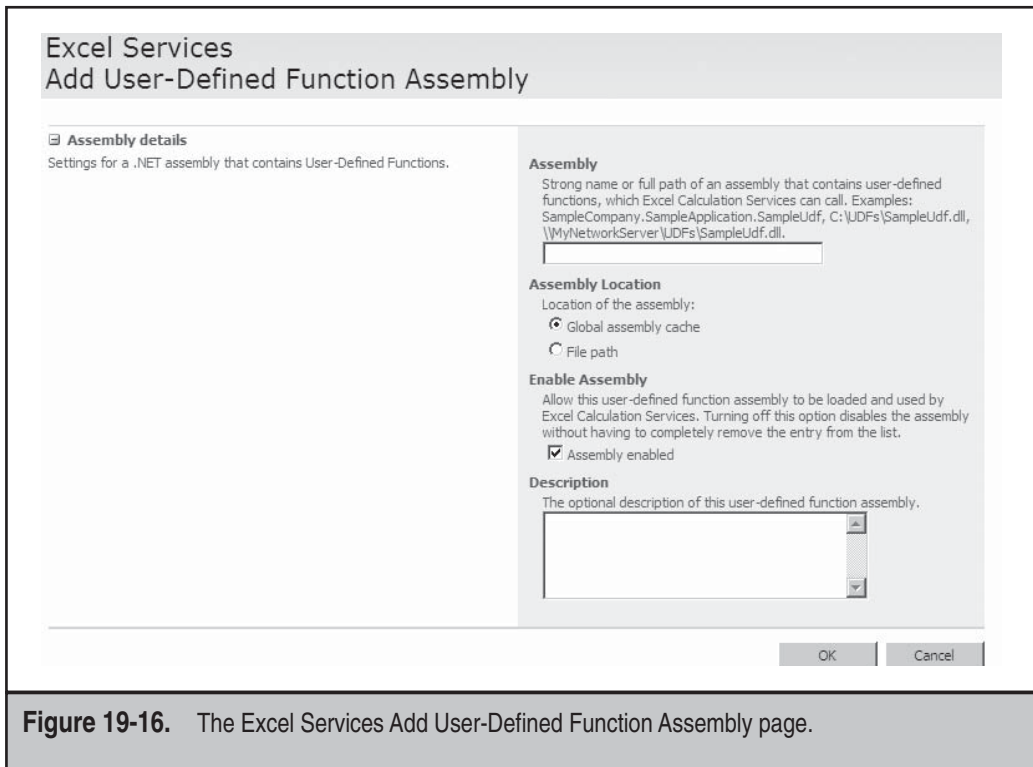 Excel Services
Add User-Defined Function Assembly
Assembly details
Settings for a .NET assembly that contains User-Defined Functions.
Assembly
Strong name or full path of an assembly that contains user-defined
functions, which Excel Calculation Services can call. Examples:
SampleCompany.SampleApplication.SampleUdf, C:\UDFs\SampleUdf.dll,
\\MyNetworkServer\UDFs\SampleUdf.dll.
Assembly Location
Location of the assembly:
Global assembly cache
File path
Enable Assembly
Allow this user-defined function assembly to be loaded and used by
Excel Calculation Services. Turning off this option disables the assembly
without having to completely remove the entry from the list.
Assembly enabled
Description
The optional description of this user-defined function assembly.
OK Cancel
Figure 19-16. The Excel Services Add User-Defined Function Assembly page.